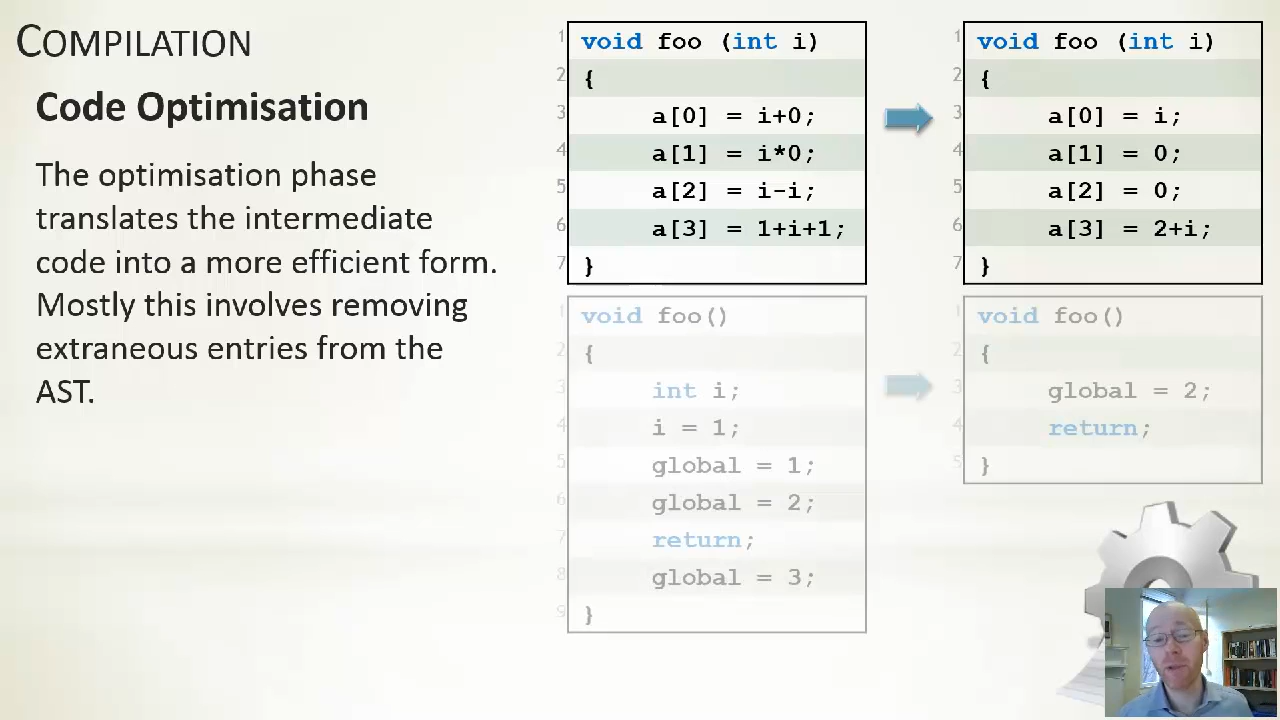 COMPILATION
Code Optimisation
The optimisation phase
translates the intermediate
code into a more efficient form.
Mostly this involves removing
extraneous entries from the
AST.
1 void foo (int i)
2 {
3 a[0] = i+0;
4 a[1] = i*0;
5 a[2] = i-i;
6 a[3] = 1+i+1;
7 }
1 void foo (int i)
2 {
3 a[0] = i;
4 a[1] = 0;
5 a[2] = 0;
6 a[3] = 2+i;
7 }
1 void foo()
2 {
3 int i;
4 i = 1;
5 global = 1;
6 global = 2;
7 return;
8 global = 3;
9 }
1 void foo()
2 {
3 global = 2;
4 return;
5 }